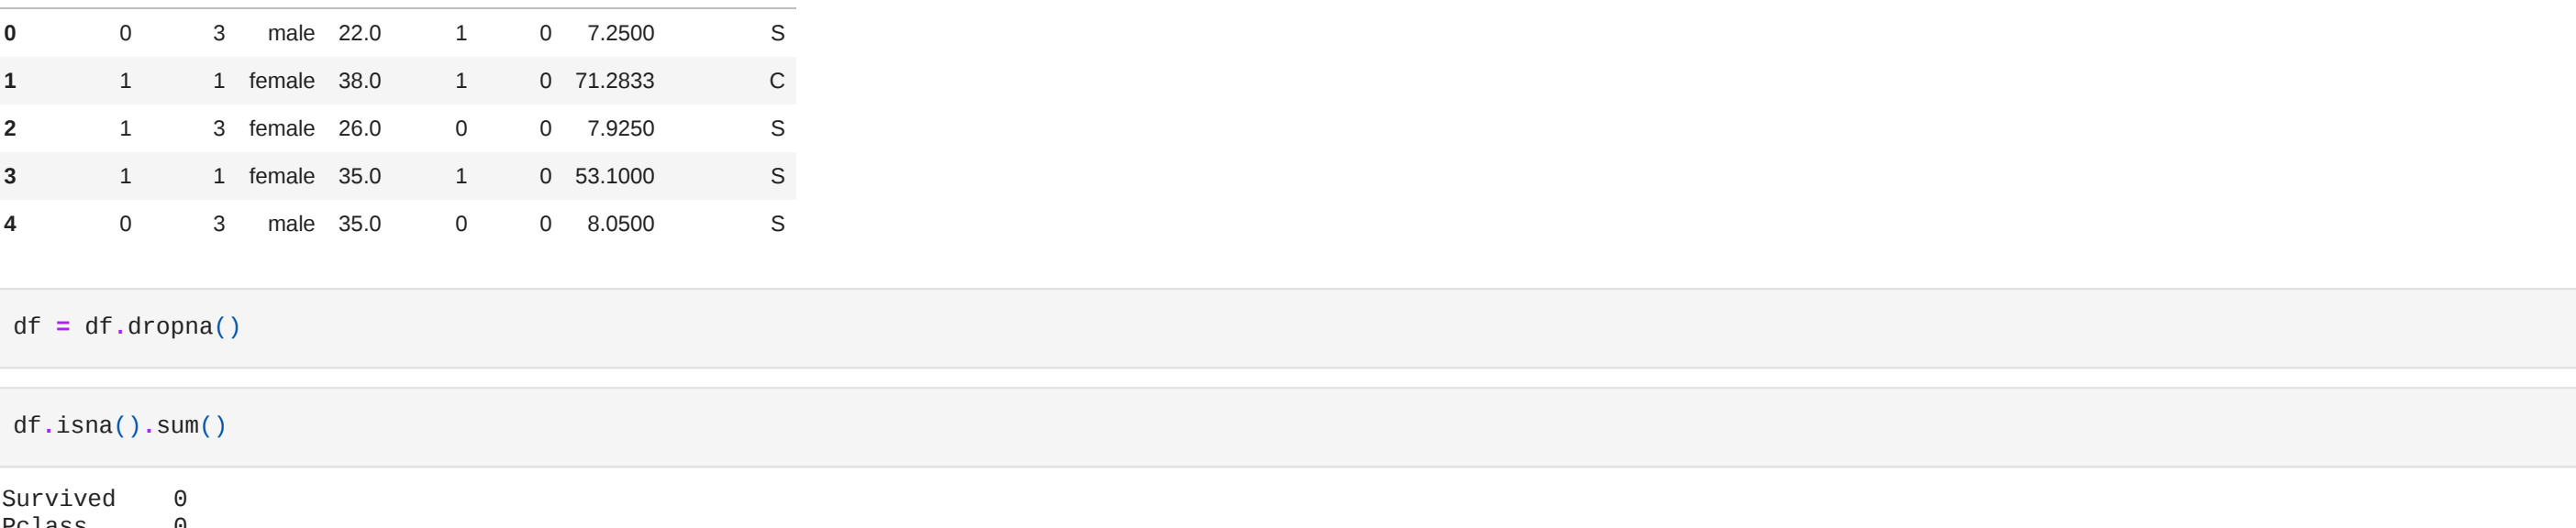 0 0 3 male 22.0 1 0 7.2500 S
1 1 1 female 38.0 1 0 71.2833 C
2 1 3 female 26.0 0 0 7.9250 S
3 1 1 female 35.0 1 0 53.1000 S
4 0 3 male 35.0 0 0 8.0500 S
df = df.dropna()
df.isna().sum()
Survived 0
Pclass 0